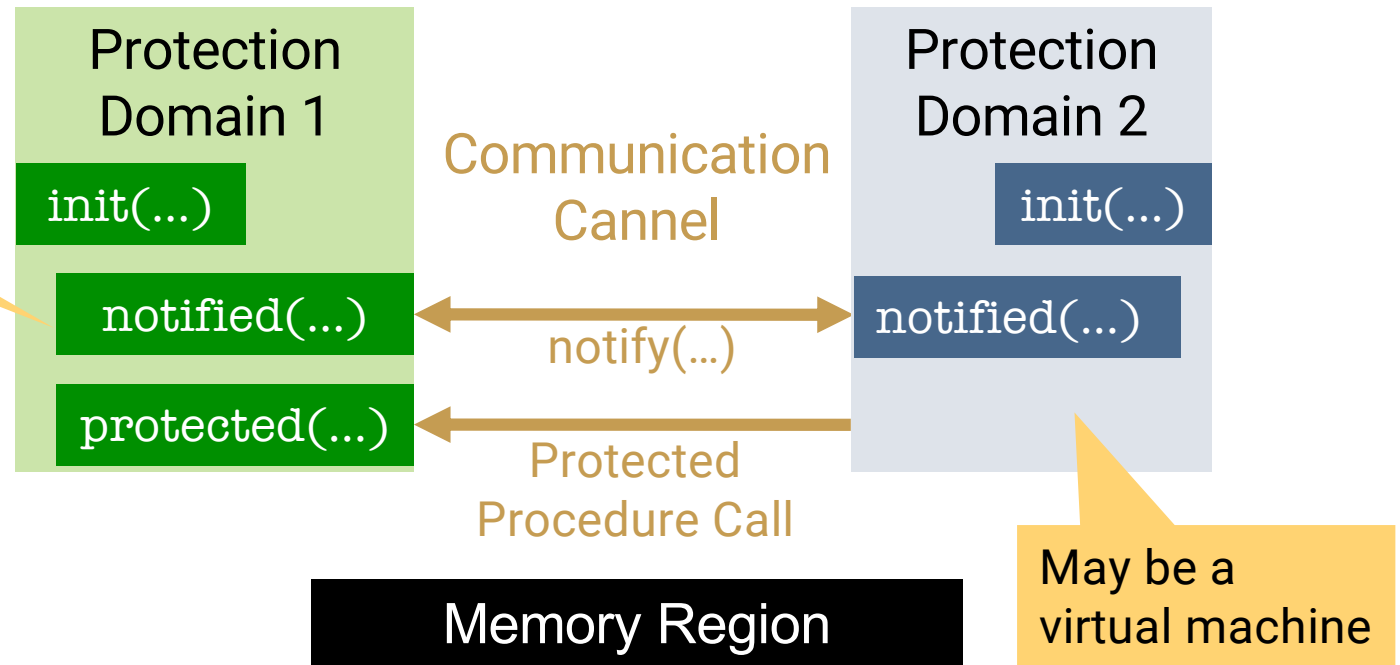 Protection
Domain 1
init(...)
notified(...)
protected(...)
Communication
Cannel
notify(...)
Protected
Procedure Call
Protection
Domain 2
init(...)
notified(...)
May be a
virtual machine
Memory Region